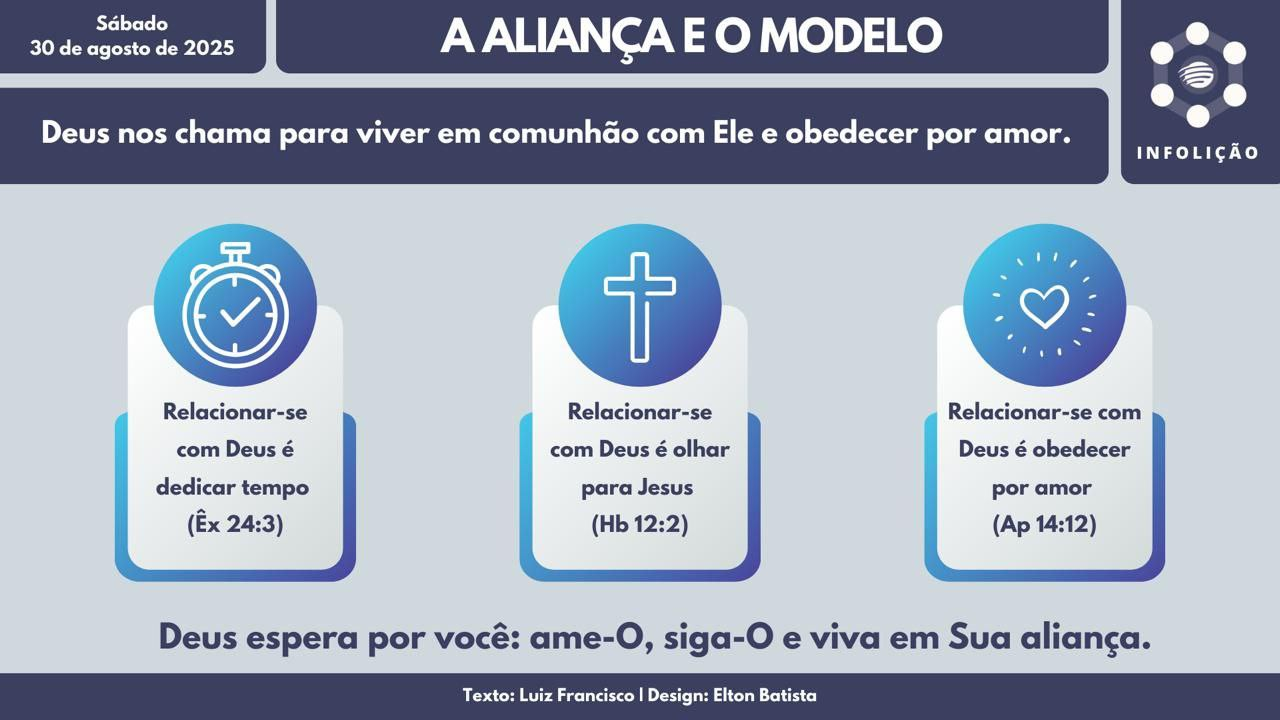 Sábado
30 de agosto de 2025
A ALIANÇA E O MODELO
INFOLIÇÃO
Deus nos chama para viver em comunhão com Ele e obedecer por amor.
Relacionar-se
com Deus é
dedicar tempo
(Êx 24:3)
Relacionar-se
com Deus é olhar
para Jesus
(Hb 12:2)
Relacionar-se com
Deus é obedecer
por amor
(Ap 14:12)
Deus espera por você: ame-O, siga-O e viva em Sua aliança.
Texto: Luiz Francisco | Design: Elton Batista